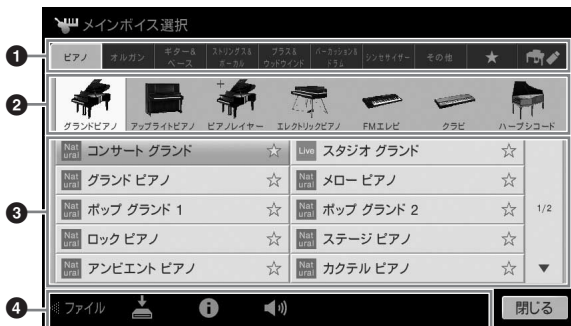 メインボイス選択
❶
ピアノ オルガン ギター& ベース ストリングス& ボーカル ブラス& ウッドウインド パーカッション& ドラム シンセサイザー その他 ★
❷
グランドピアノ アップライトピアノ ピアノレイヤー エレクトリックピアノ FMエレピ クラビ ハープシコード
❸
Natural コンサート グランド ☆ Live スタジオ グランド ☆
Natural グランド ピアノ ☆ Natural メロー ピアノ ☆
Natural ポップ グランド 1 ☆ Natural ポップ グランド 2 ☆ 1/2
Natural ロック ピアノ ☆ Natural ステージ ピアノ ☆
Natural アンビエント ピアノ ☆ Natural カクテル ピアノ ☆ ▼
❹
ファイル 閉じる